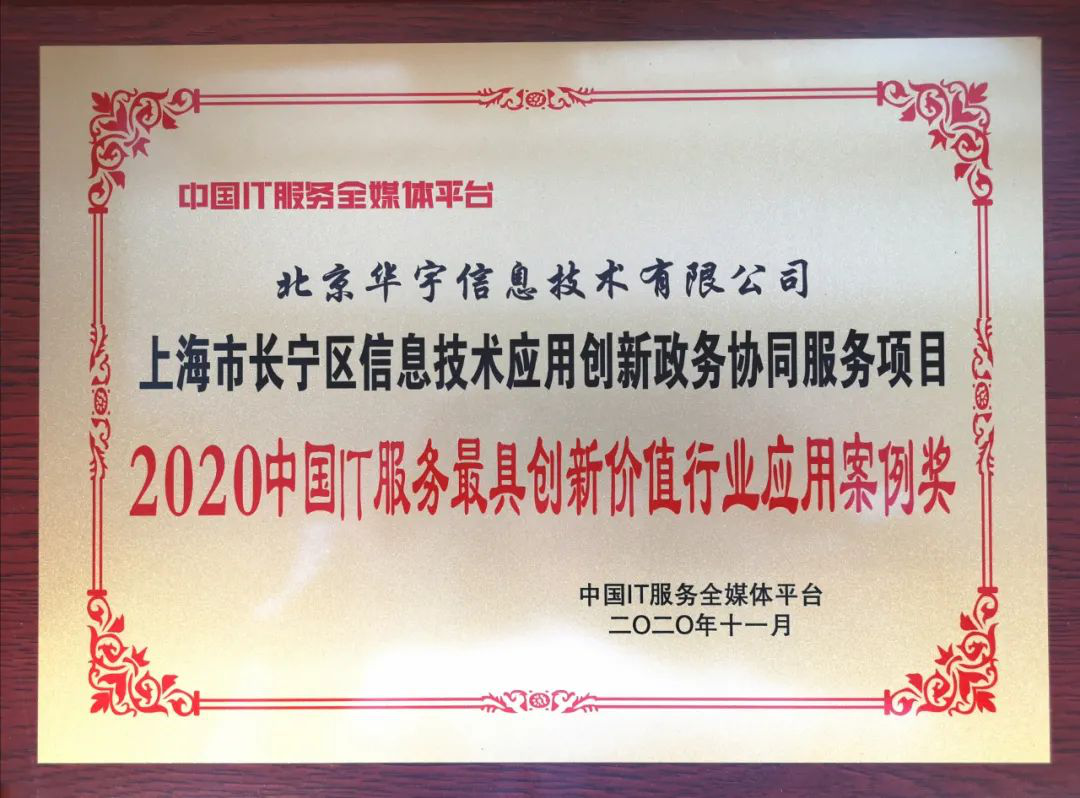 中国IT服务全媒体平台
北京华宇信息技术有限公司
上海市长宁区信息技术应用创新政务协同服务项目
2020中国IT服务最具创新价值行业应用案例奖
中国IT服务全媒体平台
二〇二〇年十一月